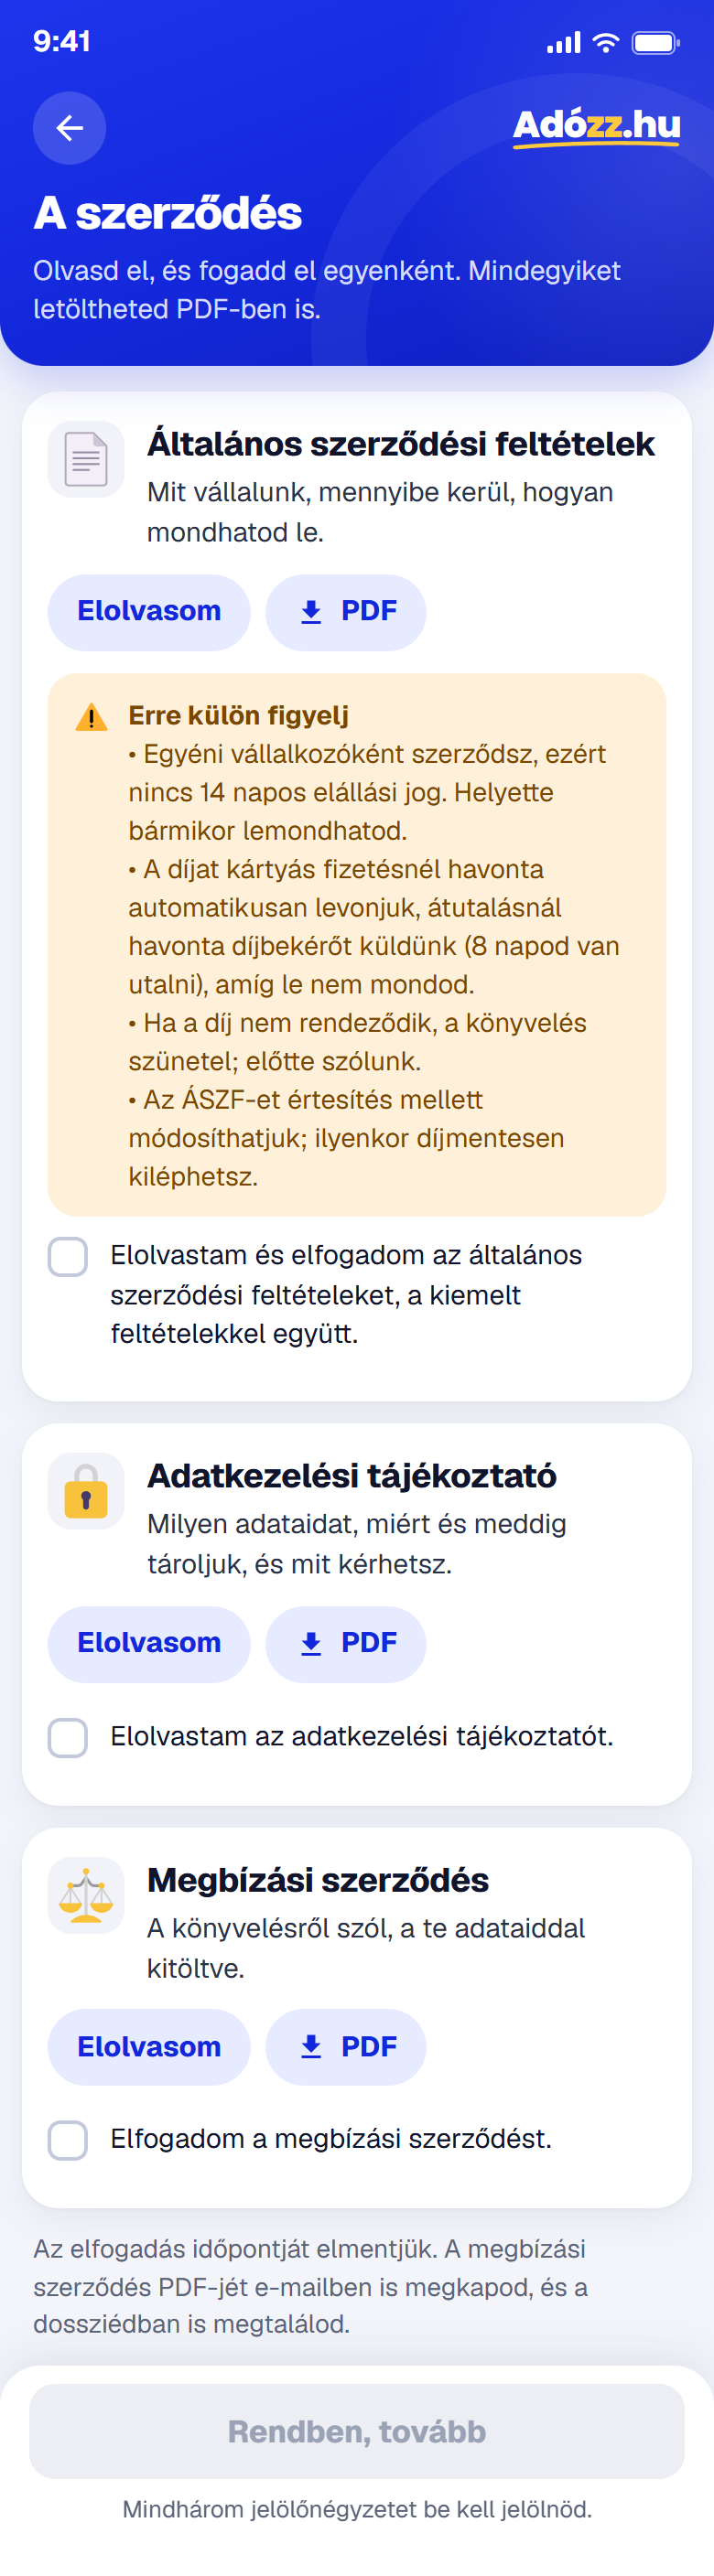 9:41
Adózz.hu
A szerződés
Olvasd el, és fogadd el egyenként. Mindegyiket
letöltheted PDF-ben is.
Általános szerződési feltételek
Mit vállalunk, mennyibe kerül, hogyan
mondhatod le.
Elolvasom
PDF
Erre külön figyelj
• Egyéni vállalkozóként szerződsz, ezért
nincs 14 napos elállási jog. Helyette
bármikor lemondhatod.
• A díjat kártyás fizetésnél havonta
automatikusan levonjuk, átutalásnál
havonta díjbekérőt küldünk (8 napod van
utalni), amíg le nem mondod.
• Ha a díj nem rendeződik, a könyvelés
szünetel; előtte szólunk.
• Az ÁSZF-et értesítés mellett
módosíthatjuk; ilyenkor díjmentesen
kiléphetsz.
Elolvastam és elfogadom az általános
szerződési feltételeket, a kiemelt
feltételekkel együtt.
Adatkezelési tájékoztató
Milyen adataidat, miért és meddig
tároljuk, és mit kérhetsz.
Elolvasom
PDF
Elolvastam az adatkezelési tájékoztatót.
Megbízási szerződés
A könyvelésről szól, a te adataiddal
kitöltve.
Elolvasom
PDF
Elfogadom a megbízási szerződést.
Az elfogadás időpontját elmentjük. A megbízási
szerződés PDF-jét e-mailben is megkapod, és a
dossziédban is megtalálod.
Rendben, tovább
Mindhárom jelölőnégyzetet be kell jelölnöd.